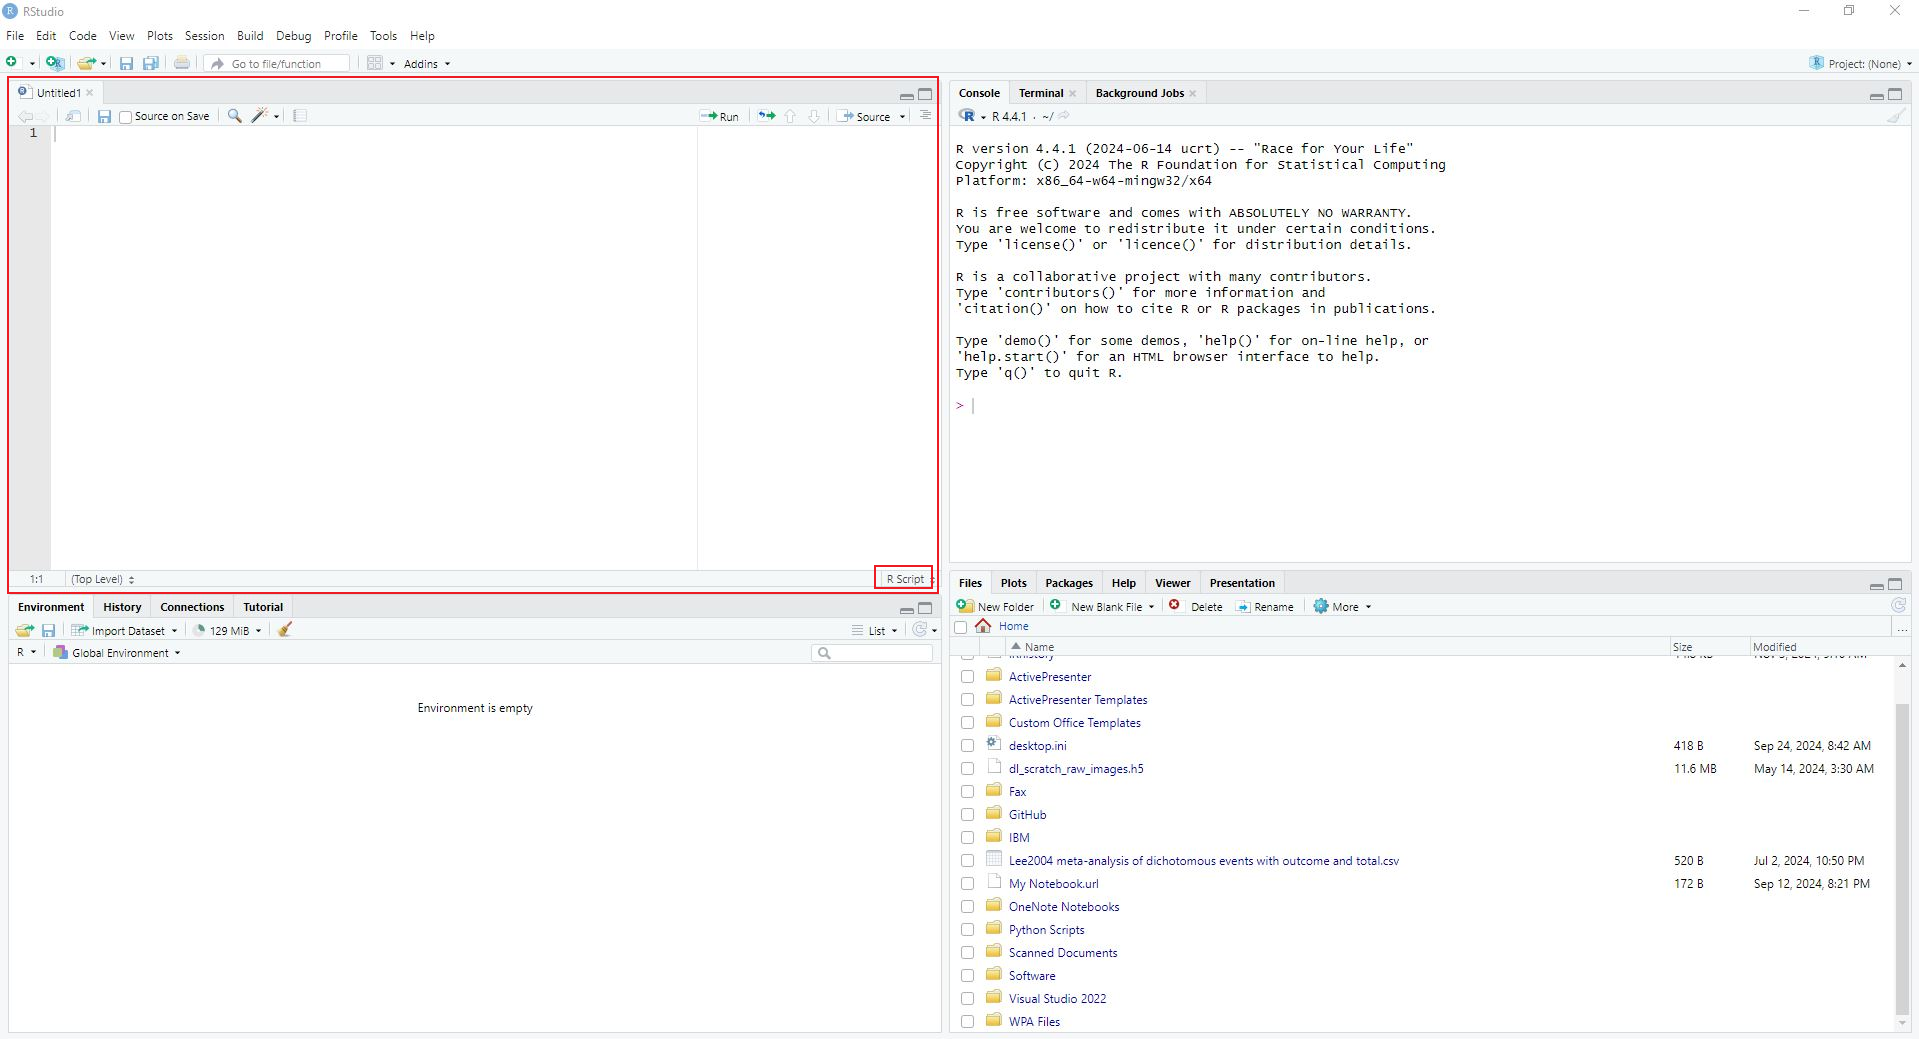 RStudio
File Edit Code View Plots Session Build Debug Profile Tools Help
Go to file/function Addins Project: (None)
Untitled1
Source on Save Run Source
1
1:1 (Top Level) R Script
Console Terminal Background Jobs
R 4.4.1 · ~/
R version 4.4.1 (2024-06-14 ucrt) -- "Race for Your Life"
Copyright (C) 2024 The R Foundation for Statistical Computing
Platform: x86_64-w64-mingw32/x64
R is free software and comes with ABSOLUTELY NO WARRANTY.
You are welcome to redistribute it under certain conditions.
Type 'license()' or 'licence()' for distribution details.
R is a collaborative project with many contributors.
Type 'contributors()' for more information and
'citation()' on how to cite R or R packages in publications.
Type 'demo()' for some demos, 'help()' for on-line help, or
'help.start()' for an HTML browser interface to help.
Type 'q()' to quit R.
>
Environment History Connections Tutorial
Import Dataset 129 MiB List
R Global Environment
Environment is empty
Files Plots Packages Help Viewer Presentation
New Folder New Blank File Delete Rename More
Home ...
Name Size Modified
ActivePresenter
ActivePresenter Templates
Custom Office Templates
desktop.ini 418 B Sep 24, 2024, 8:42 AM
dl_scratch_raw_images.h5 11.6 MB May 14, 2024, 3:30 AM
Fax
GitHub
IBM
Lee2004 meta-analysis of dichotomous events with outcome and total.csv 520 B Jul 2, 2024, 10:50 PM
My Notebook.url 172 B Sep 12, 2024, 8:21 PM
OneNote Notebooks
Python Scripts
Scanned Documents
Software
Visual Studio 2022
WPA Files